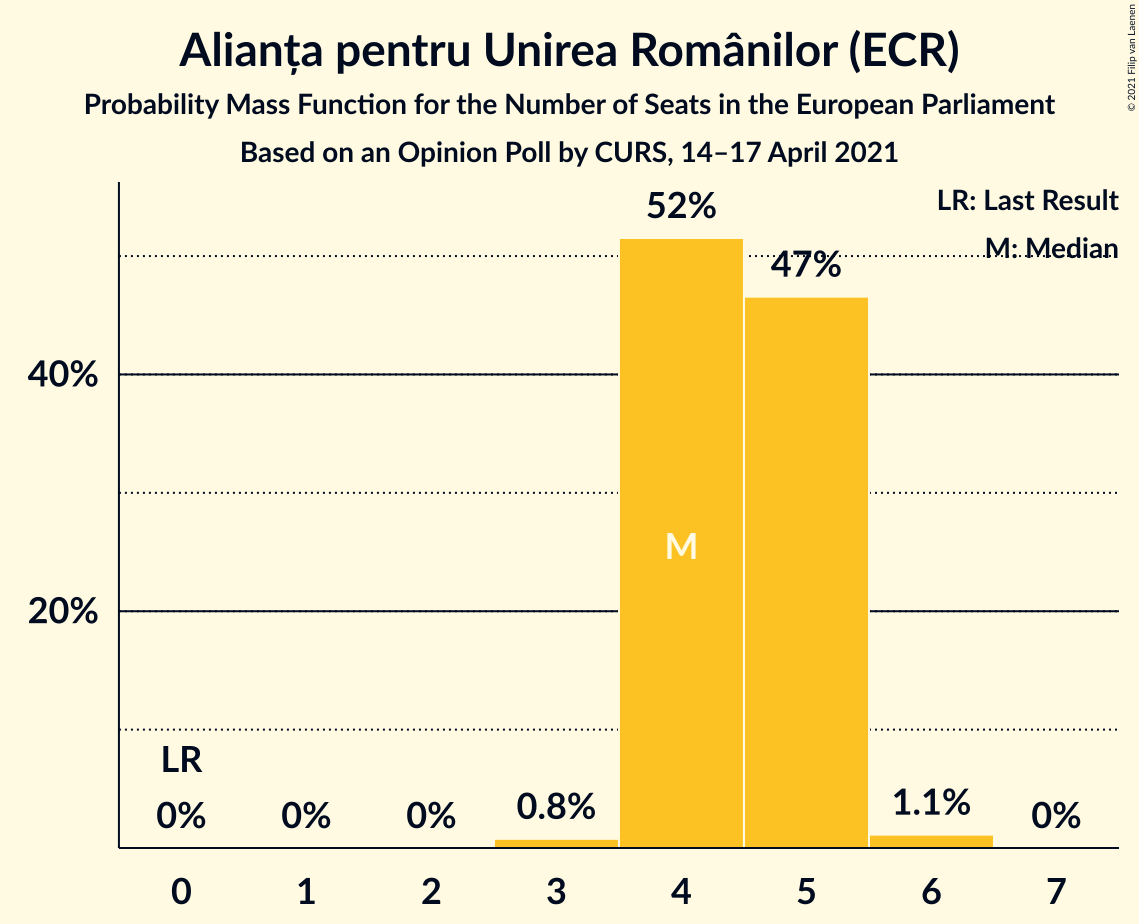 Alianța pentru Unirea Românilor (ECR)
Probability Mass Function for the Number of Seats in the European Parliament
Based on an Opinion Poll by CURS, 14–17 April 2021
© 2021 Filip van Laenen
LR: Last Result
M: Median
52%
47%
40%
M
20%
LR
0%
0%
0%
0.8%
1.1%
0%
0
1
2
3
4
5
6
7